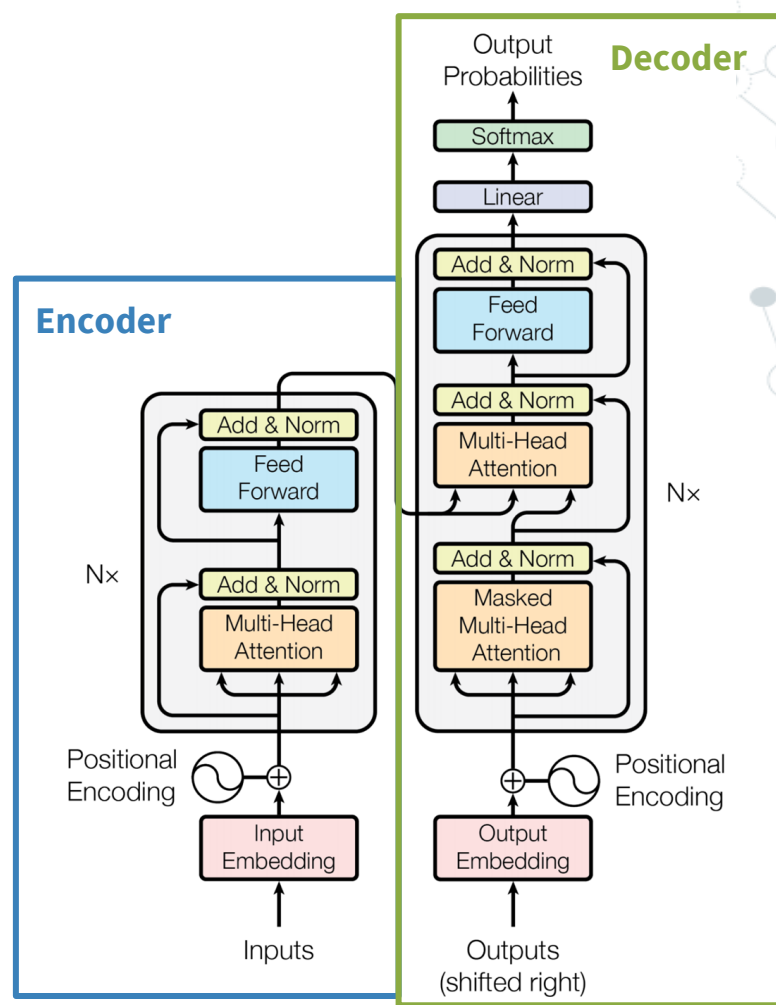 Encoder
Add & Norm
Feed
Forward
Nx
Add & Norm
Multi-Head
Attention
Positional
Encoding
Input
Embedding
Inputs
Decoder
Output
Probabilities
Softmax
Linear
Add & Norm
Feed
Forward
Add & Norm
Multi-Head
Attention
N×
Add & Norm
Masked
Multi-Head
Attention
Positional
Encoding
Output
Embedding
Outputs
(shifted right)